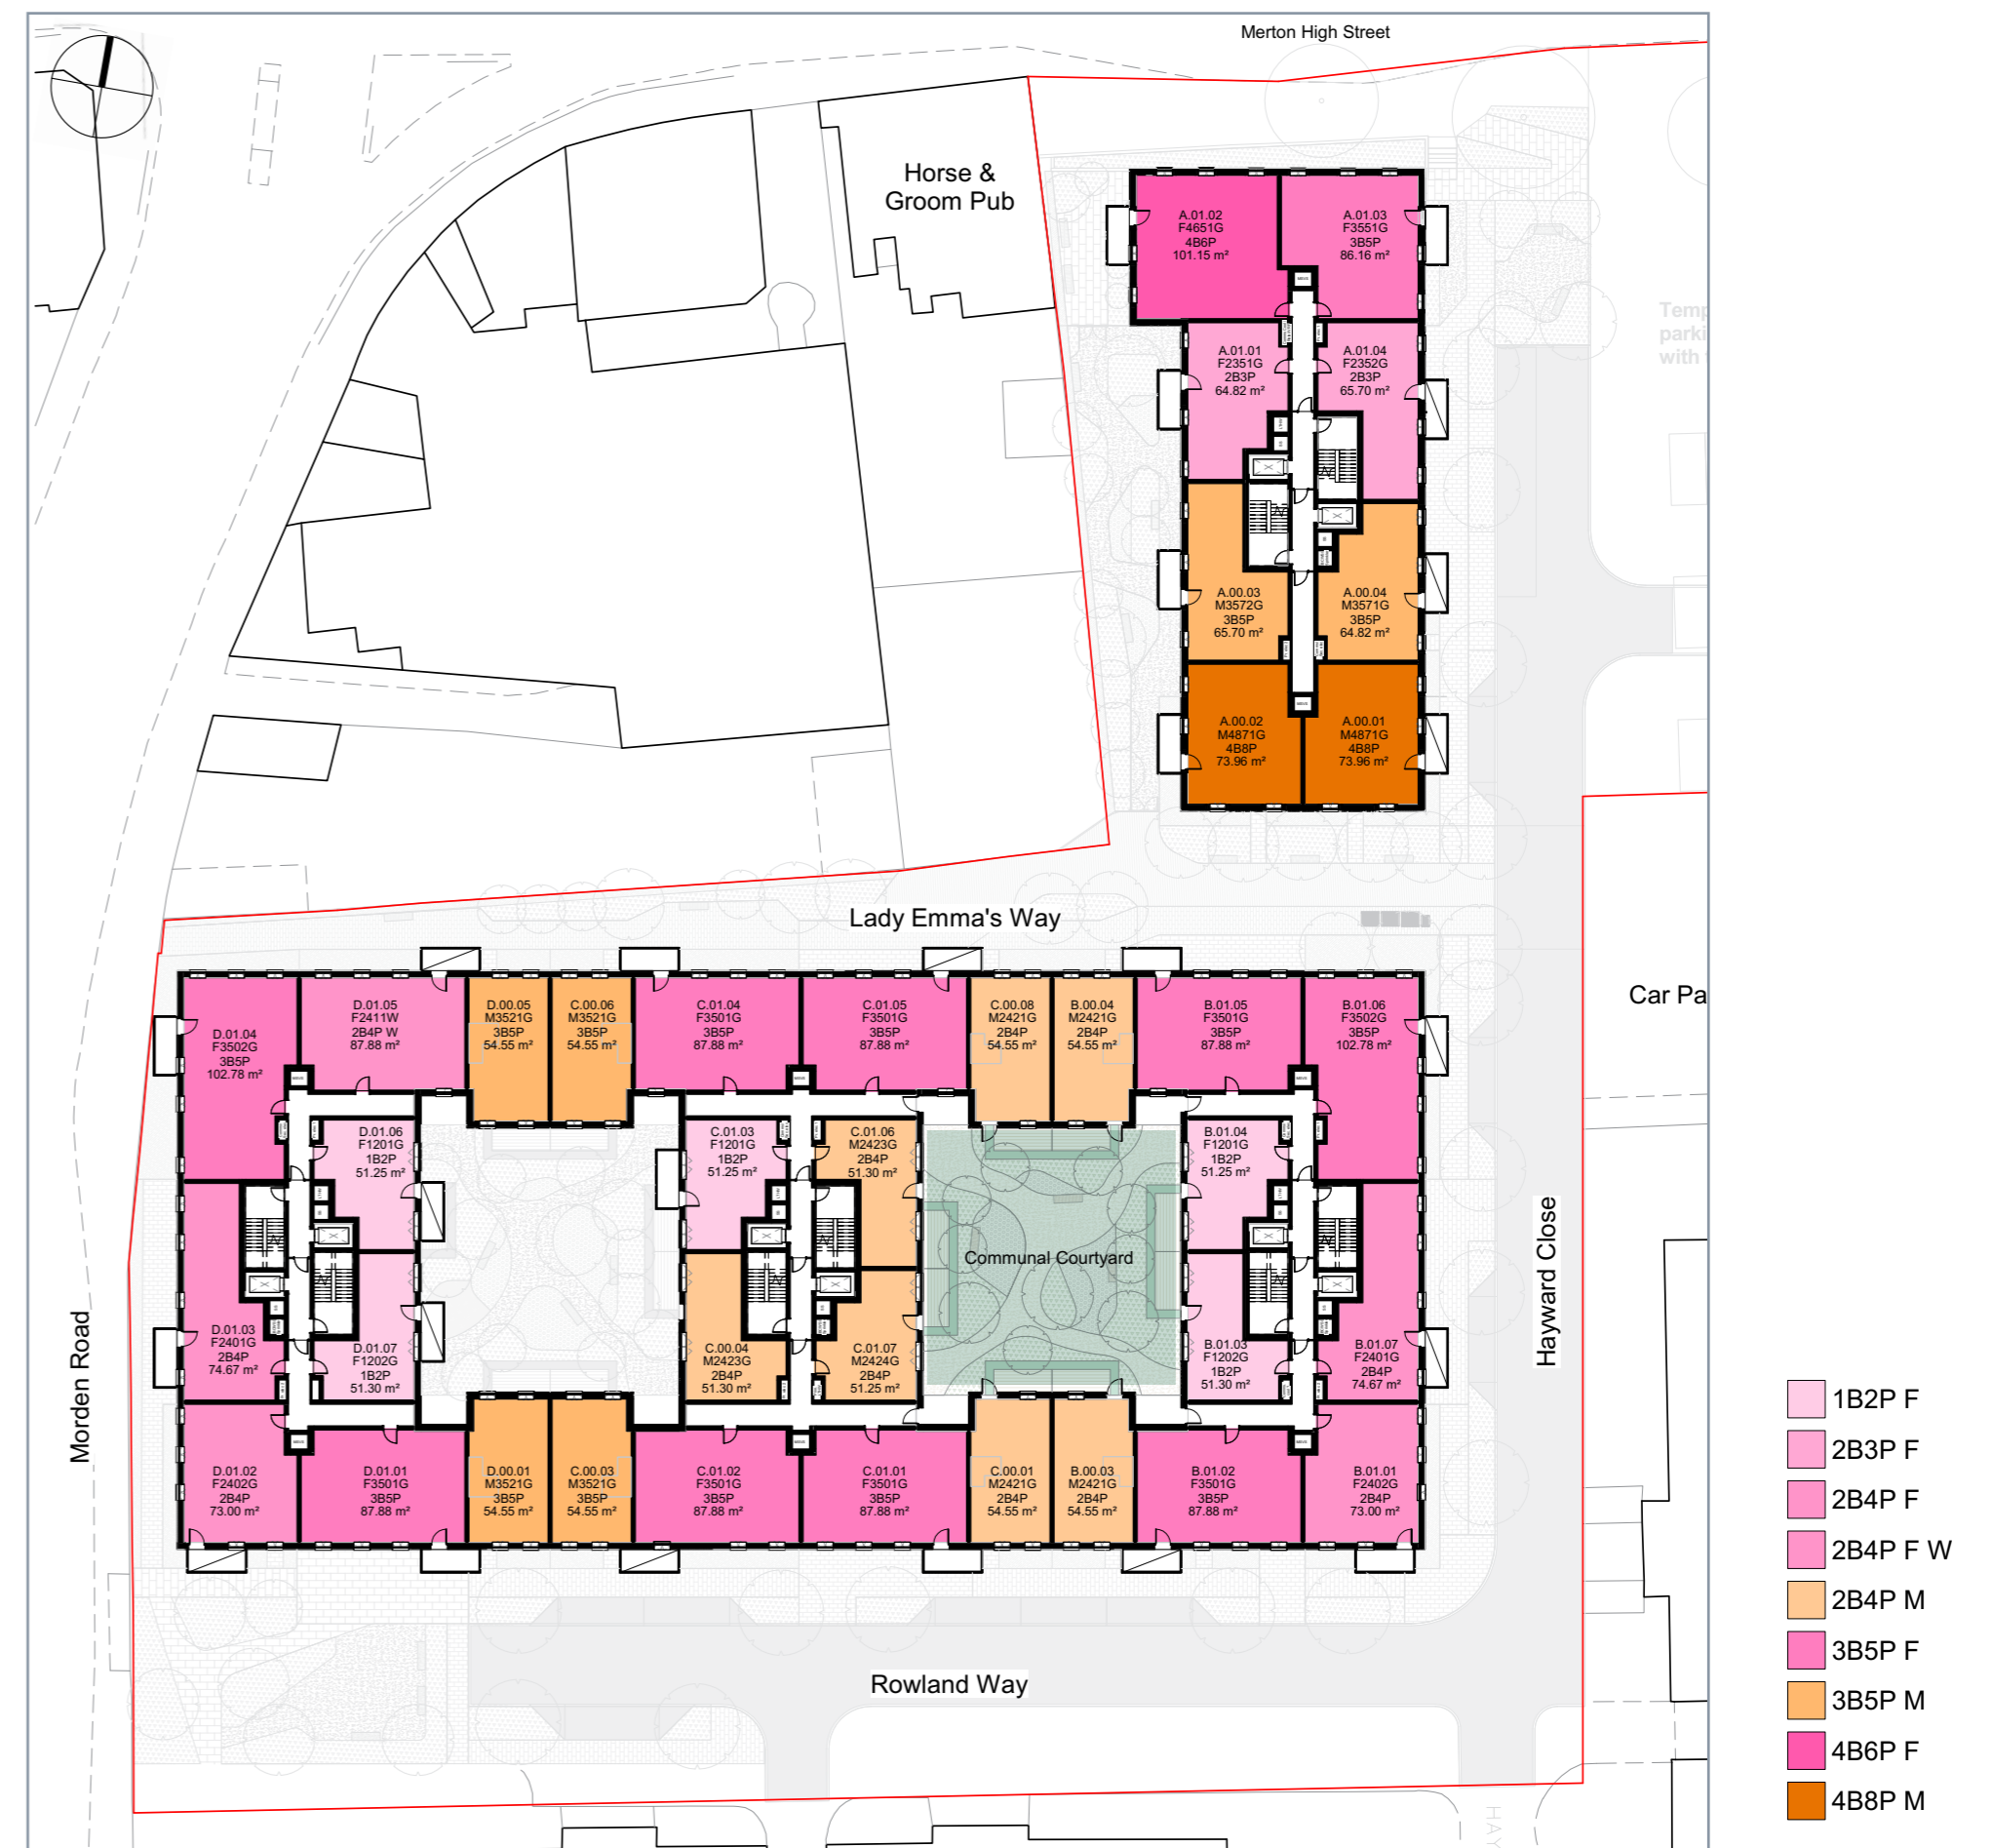 Merton High Street
Horse &
Groom Pub
A.01.02
F4651G
4B6P
101.15 m²
A.01.03
F3551G
3B5P
86.16 m²
A.01.01
F2351G
2B3P
64.82 m²
A.01.04
F2352G
2B3P
65.70 m²
A.00.03
M3572G
3B5P
65.70 m²
A.00.04
M3571G
3B5P
64.82 m²
A.00.02
M4871G
4B8P
73.96 m²
A.00.01
M4871G
4B8P
73.96 m²
Temp
parki
with
Lady Emma's Way
Car Pa
D.01.04
F3502G
3B5P
102.78 m²
D.01.05
F2411W
2B4P W
87.88 m²
D.00.05
M3521G
3B5P
54.55 m²
C.00.06
M3521G
3B5P
54.55 m²
C.01.04
F3501G
3B5P
87.88 m²
C.01.05
F3501G
3B5P
87.88 m²
C.00.08
M2421G
2B4P
54.55 m²
B.00.04
M2421G
2B4P
54.55 m²
B.01.05
F3501G
3B5P
87.88 m²
B.01.06
F3502G
3B5P
102.78 m²
D.01.06
F1201G
1B2P
51.25 m²
C.01.03
F1201G
1B2P
51.25 m²
C.01.06
M2423G
2B4P
51.30 m²
B.01.04
F1201G
1B2P
51.25 m²
Communal Courtyard
D.01.03
F2401G
2B4P
74.67 m²
D.01.07
F1202G
1B2P
51.30 m²
C.00.04
M2423G
2B4P
51.30 m²
C.01.07
M2424G
2B4P
51.25 m²
B.01.03
F1202G
1B2P
51.30 m²
B.01.07
F2401G
2B4P
74.67 m²
Morden Road
Hayward Close
D.01.02
F2402G
2B4P
73.00 m²
D.01.01
F3501G
3B5P
87.88 m²
D.00.01
M3521G
3B5P
54.55 m²
C.00.03
M3521G
3B5P
54.55 m²
C.01.02
F3501G
3B5P
87.88 m²
C.01.01
F3501G
3B5P
87.88 m²
C.00.01
M2421G
2B4P
54.55 m²
B.00.03
M2421G
2B4P
54.55 m²
B.01.02
F3501G
3B5P
87.88 m²
B.01.01
F2402G
2B4P
73.00 m²
Rowland Way
HAY
1B2P F
2B3P F
2B4P F
2B4P F W
2B4P M
3B5P F
3B5P M
4B6P F
4B8P M